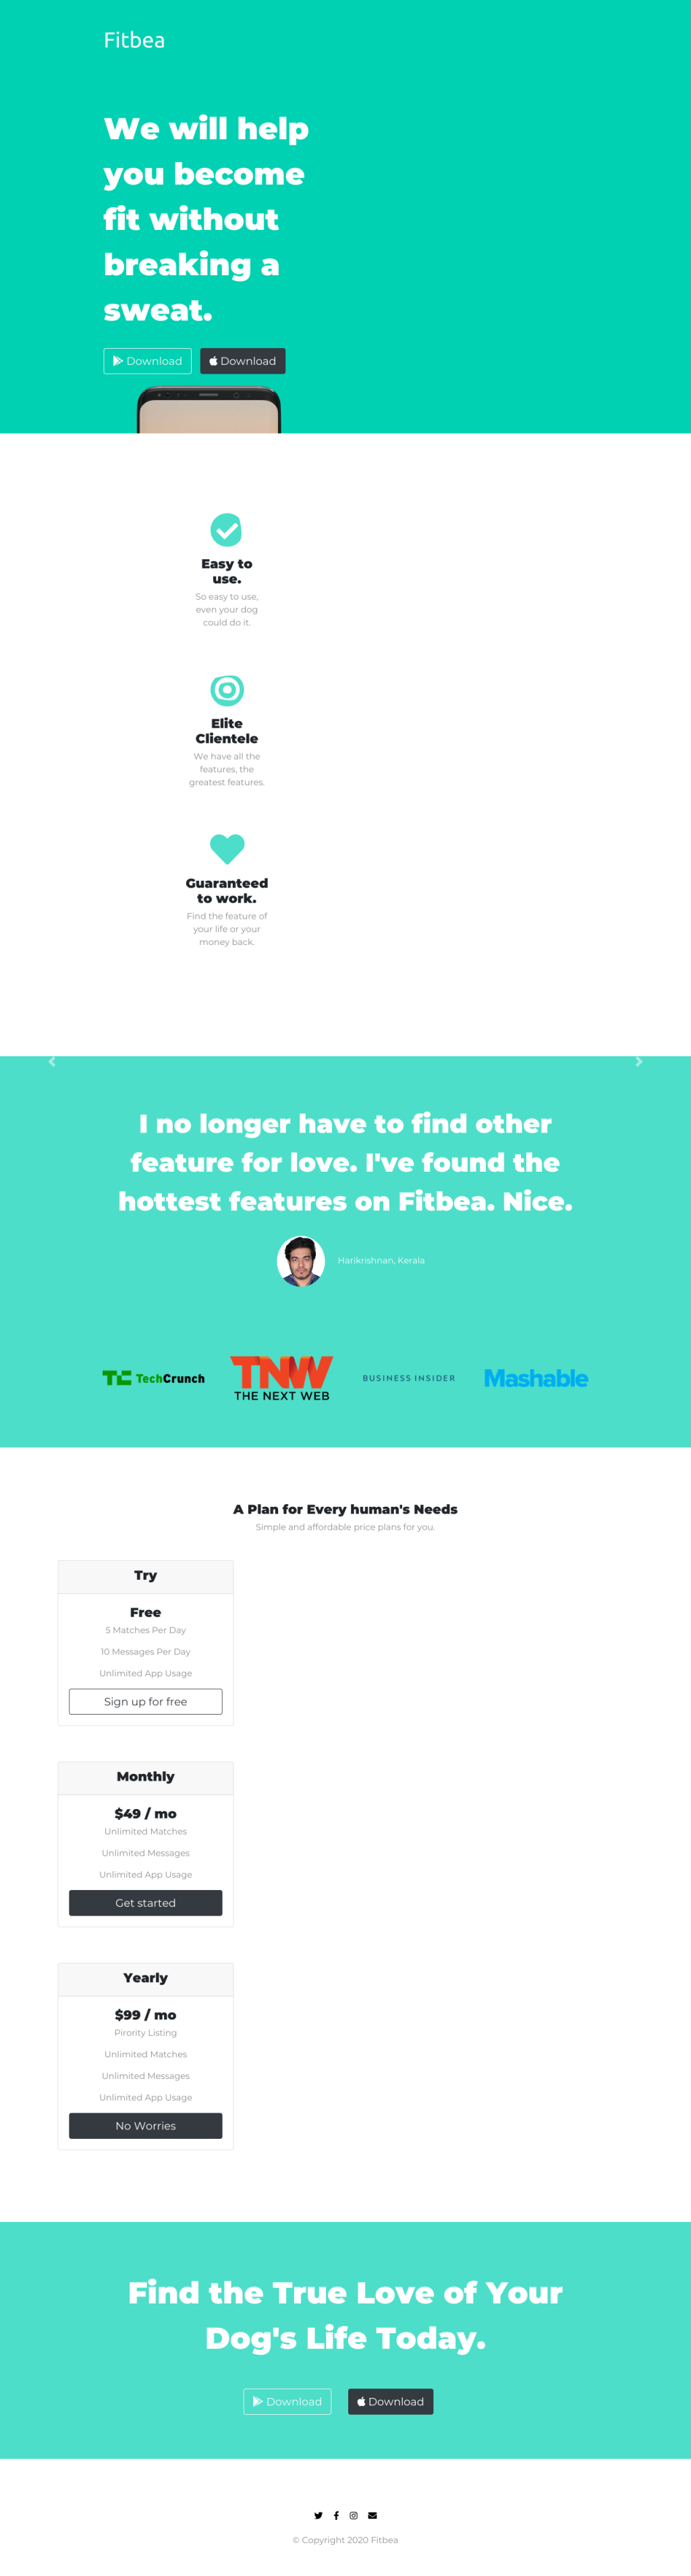 Fitbea
We will help
you become
fit without
breaking a
sweat.
Download
Download
Easy to
use.
So easy to use,
even your dog
could do it.
Elite
Clientele
We have all the
features, the
greatest features.
Guaranteed
to work.
Find the feature of
your life or your
money back.
I no longer have to find other
feature for love. I've found the
hottest features on Fitbea. Nice.
Harikrishnan, Kerala
TC TechCrunch
TNW
THE NEXT WEB
BUSINESS INSIDER
Mashable
A Plan for Every human's Needs
Simple and affordable price plans for you.
Try
Free
5 Matches Per Day
10 Messages Per Day
Unlimited App Usage
Sign up for free
Monthly
$49 / mo
Unlimited Matches
Unlimited Messages
Unlimited App Usage
Get started
Yearly
$99 / mo
Pirority Listing
Unlimited Matches
Unlimited Messages
Unlimited App Usage
No Worries
Find the True Love of Your
Dog's Life Today.
Download
Download
© Copyright 2020 Fitbea